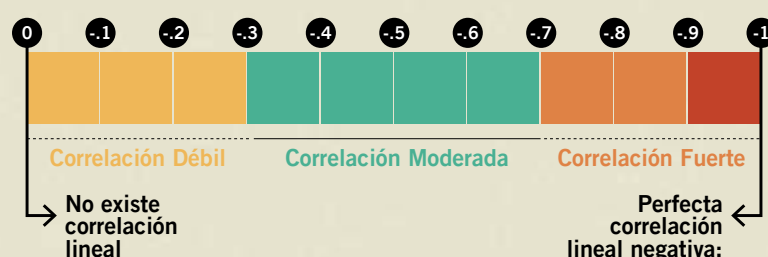 0 -.1 -.2 -.3 -.4 -.5 -.6 -.7 -.8 -.9 -1
Correlación Débil Correlación Moderada Correlación Fuerte
No existe
correlación
lineal
Perfecta
correlación
lineal negativa: